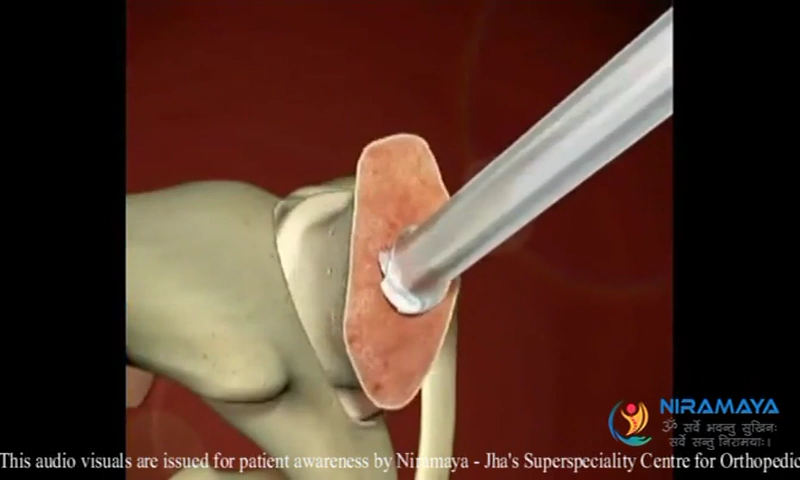 NIRAMAYA
ॐ सर्वे भवन्तु सुखिनः
सर्वे सन्तु निरामयाः।
This audio visuals are issued for patient awareness by Niramaya - Jha's Superspeciality Centre for Orthopedic